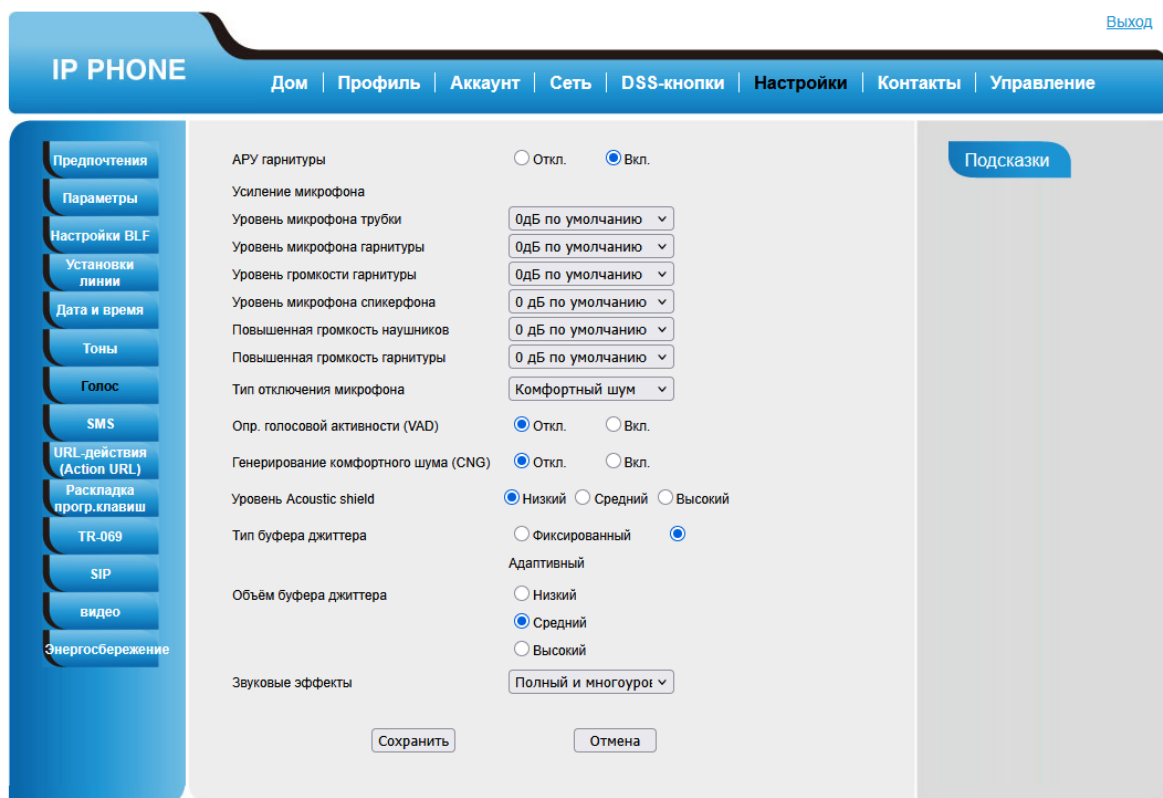 Выход
IP PHONE
Дом | Профиль | Аккаунт | Сеть | DSS-кнопки | Настройки | Контакты | Управление
Предпочтения
Параметры
Настройки BLF
Установки
линии
Дата и время
Тоны
Голос
SMS
URL-действия
(Action URL)
Раскладка
прогр.клавиш
TR-069
SIP
видео
Энергосбережение
АРУ гарнитуры Откл. Вкл.
Усиление микрофона
Уровень микрофона трубки 0дБ по умолчанию
Уровень микрофона гарнитуры 0дБ по умолчанию
Уровень громкости гарнитуры 0дБ по умолчанию
Уровень микрофона спикерфона 0 дБ по умолчанию
Повышенная громкость наушников 0 дБ по умолчанию
Повышенная громкость гарнитуры 0 дБ по умолчанию
Тип отключения микрофона Комфортный шум
Опр. голосовой активности (VAD) Откл. Вкл.
Генерирование комфортного шума (CNG) Откл. Вкл.
Уровень Acoustic shield Низкий Средний Высокий
Тип буфера джиттера Фиксированный
Адаптивный
Объём буфера джиттера Низкий
Средний
Высокий
Звуковые эффекты Полный и многоуров
Сохранить Отмена
Подсказки